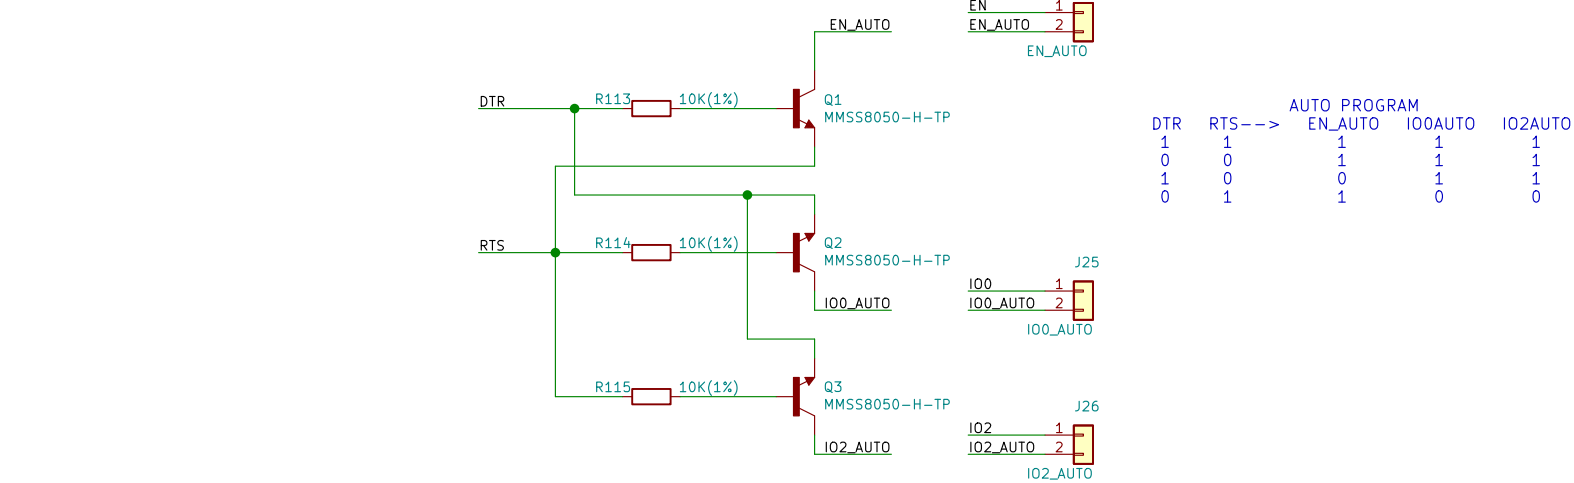 EN 1
EN_AUTO EN_AUTO 2
EN_AUTO
DTR R113 10K(1%) Q1
MMSS8050-H-TP
AUTO PROGRAM
DTR RTS--> EN_AUTO IO0AUTO IO2AUTO
1 1 1 1 1
0 0 1 1 1
1 0 0 1 1
0 1 1 0 0
RTS R114 10K(1%) Q2
MMSS8050-H-TP
J25
IO0 1
IO0_AUTO IO0_AUTO 2
IO0_AUTO
R115 10K(1%) Q3
MMSS8050-H-TP
J26
IO2 1
IO2_AUTO IO2_AUTO 2
IO2_AUTO